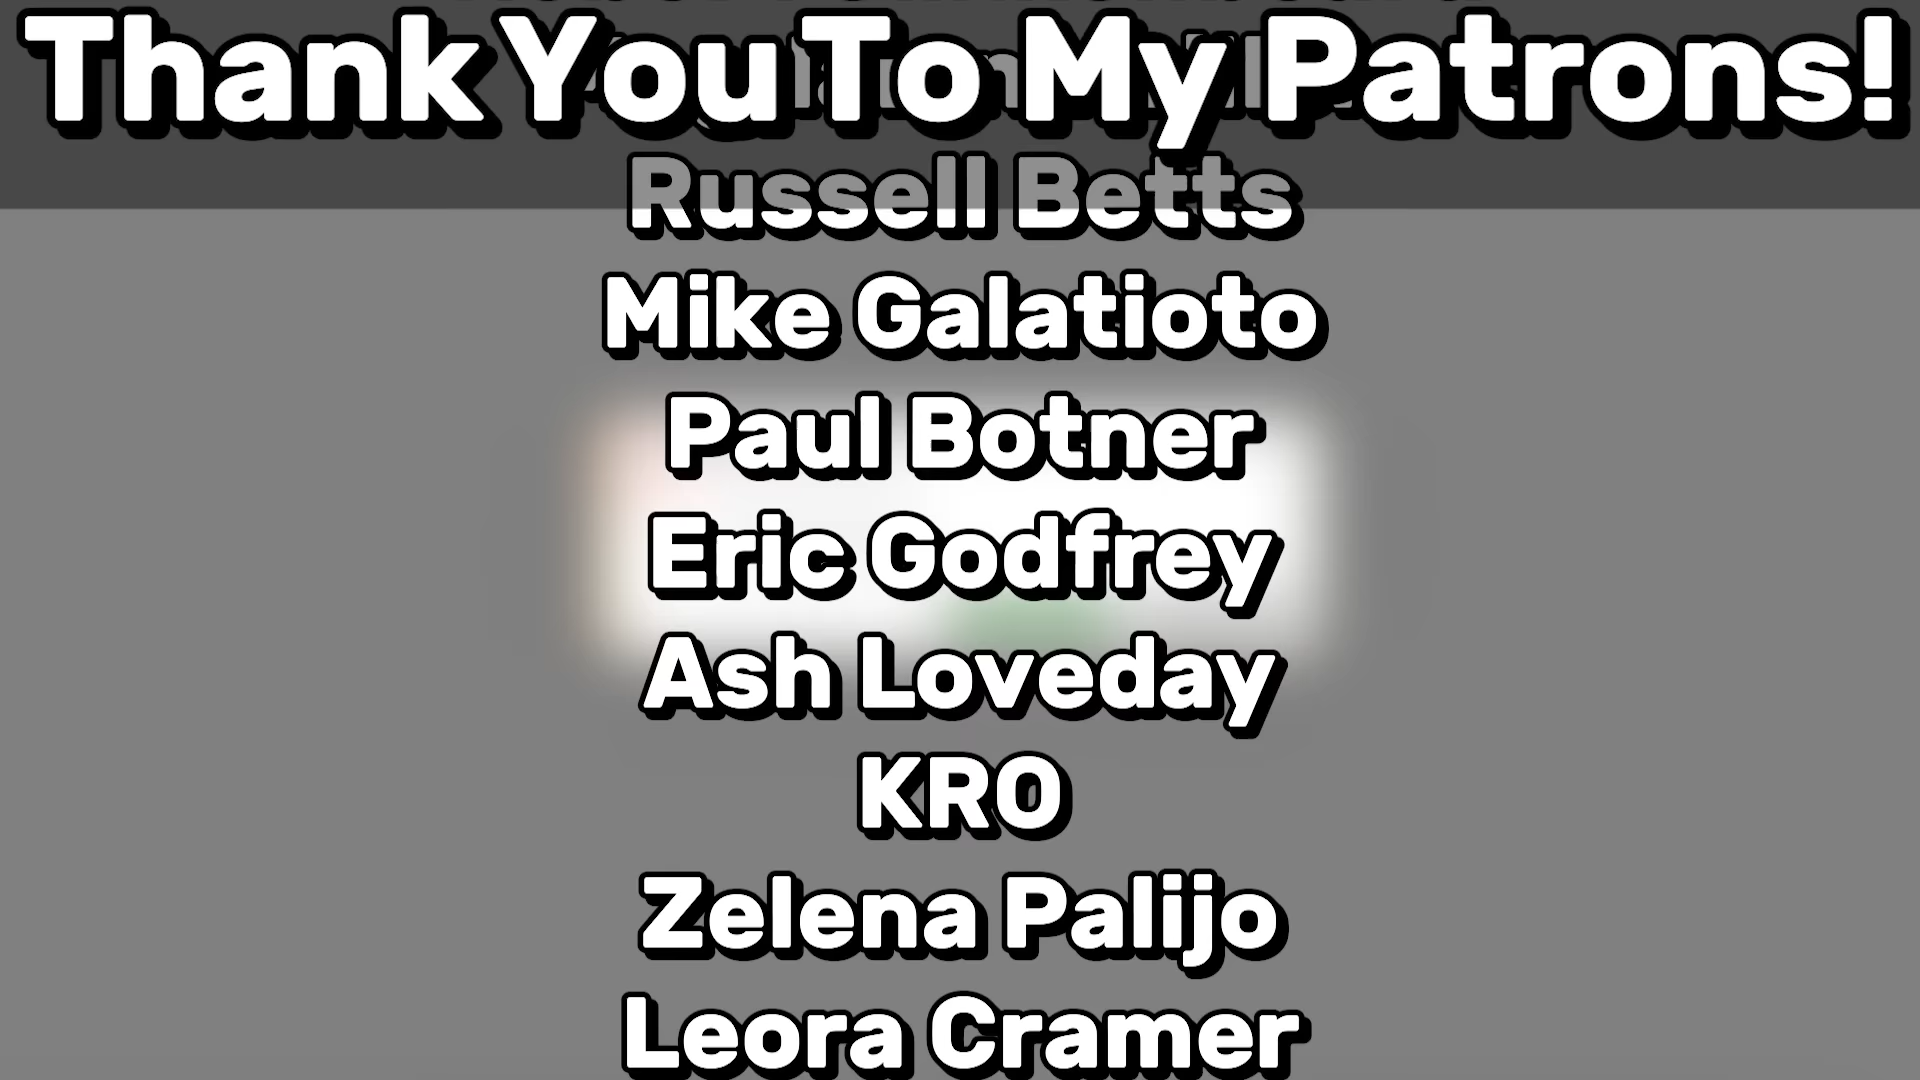 Thank You To My Patrons!
Russell Betts
Mike Galatioto
Paul Botner
Eric Godfrey
Ash Loveday
KRO
Zelena Palijo
Leora Cramer